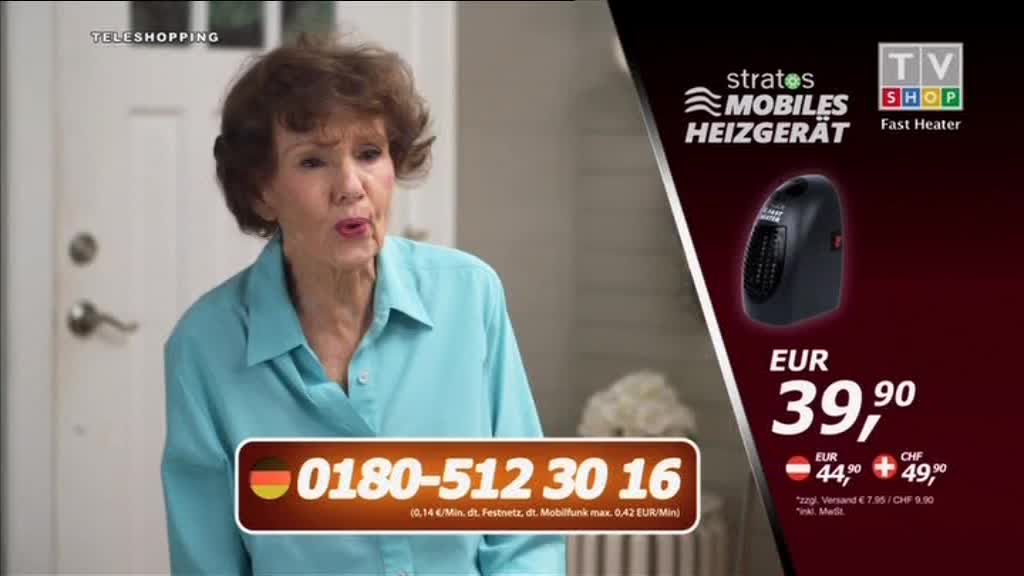 TELESHOPPING
TV
SHOP
Fast Heater
stratos
MOBILES
HEIZGERÄT
FAST
HEATER
EUR
39,90
EUR
44,90
CHF
49,90
*zzgl. Versand € 7.95 / CHF 9,90
*inkl. MwSt.
0180-512 30 16
(0,14 €/Min. dt. Festnetz, dt. Mobilfunk max. 0,42 EUR/Min)